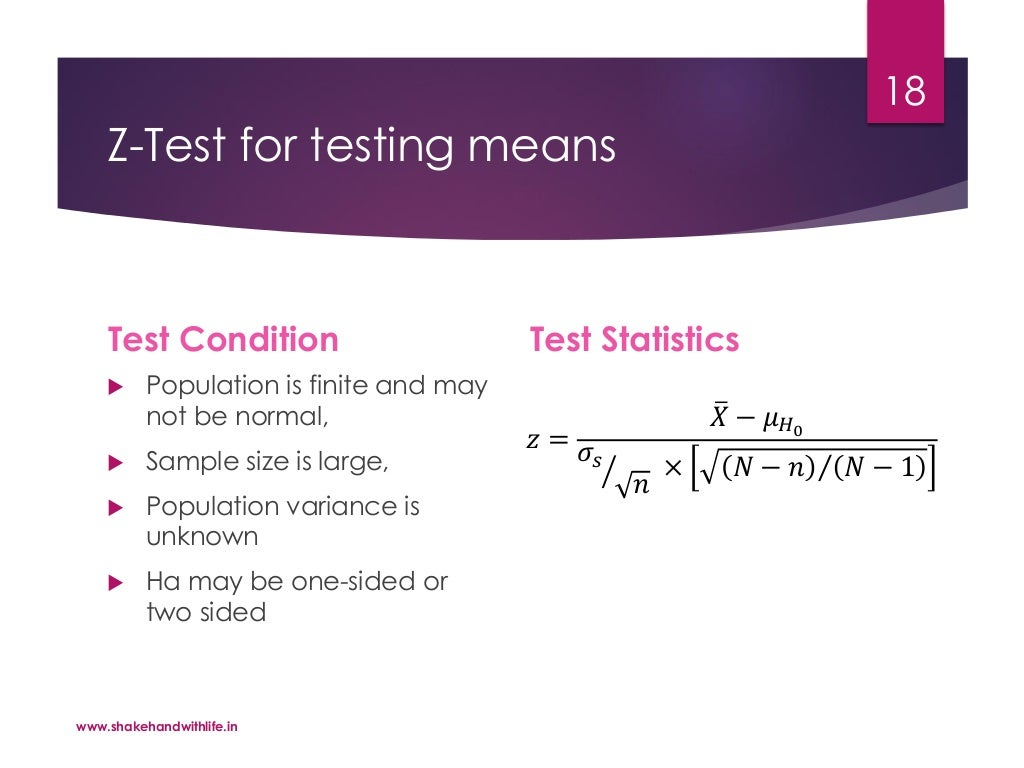 18
Z-Test for testing means
Test Condition
Population is finite and may
not be normal,
Sample size is large,
Population variance is
unknown
Ha may be one-sided or
two sided
Test Statistics
z = (X̄ − μ_{H₀}) / (σₛ/√n × [√(N − n)/(N − 1)])
www.shakehandwithlife.in